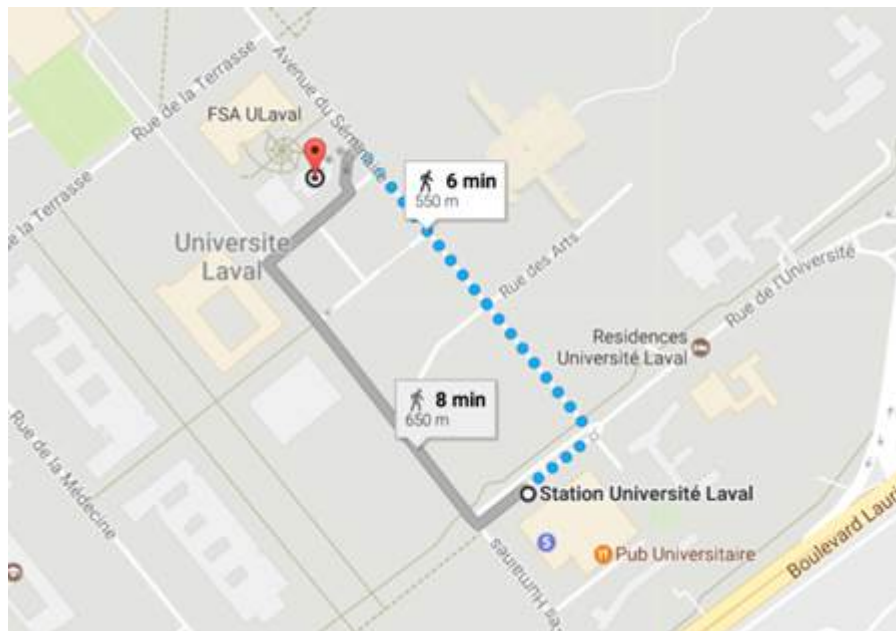 Avenue du Séminaire
Rue de la Terrasse
FSA ULaval
6 min
550 m
de la Terrasse
Université
Laval
Rue des Arts
Rue de l'Université
Residences
Université Laval
8 min
650 m
Rue de la Médecine
Station Université Laval
$
Pub Universitaire
Boulevard Laur
es Humaines